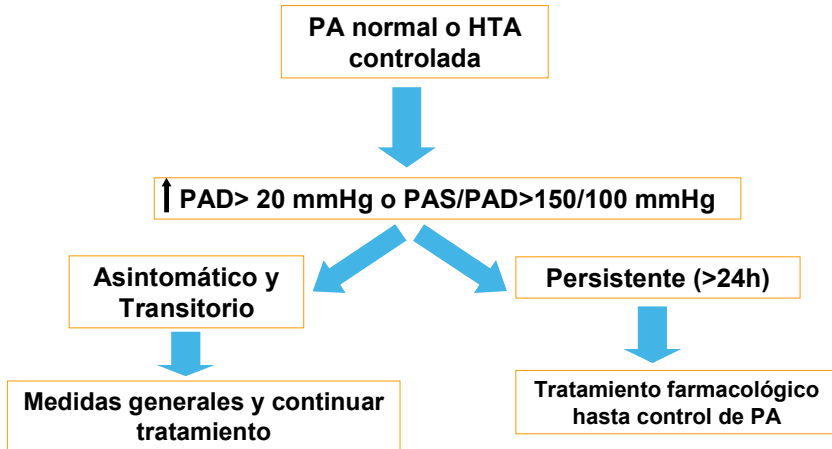 PA normal o HTA
controlada
PAD> 20 mmHg o PAS/PAD>150/100 mmHg
Asintomático y
Transitorio
Medidas generales y continuar
tratamiento
Persistente (>24h)
Tratamiento farmacológico
hasta control de PA